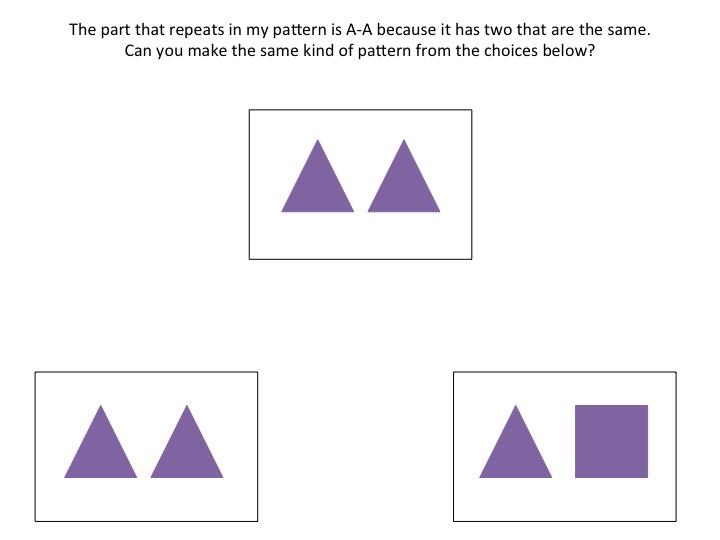 The part that repeats in my pattern is A-A because it has two that are the same.
Can you make the same kind of pattern from the choices below?